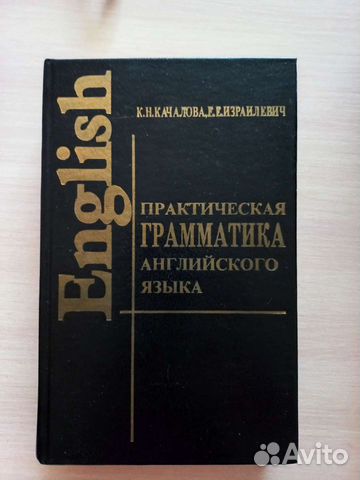 English
К.Н.КАЧАЛОВА, Е.Е.ИЗРАИЛЕВИЧ
ПРАКТИЧЕСКАЯ
ГРАММАТИКА
АНГЛИЙСКОГО
ЯЗЫКА
Avito